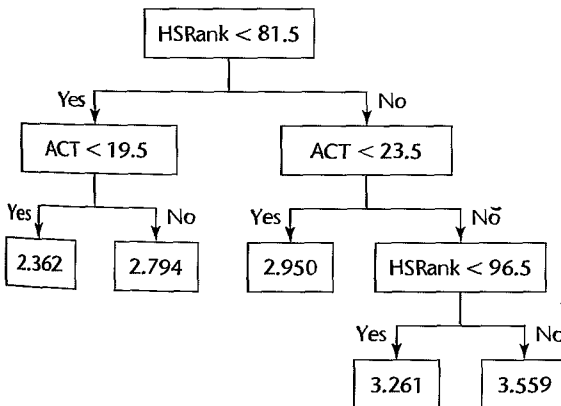 HSRank < 81.5
Yes No
ACT < 19.5 ACT < 23.5
Yes No Yes No
2.362 2.794 2.950 HSRank < 96.5
Yes No
3.261 3.559